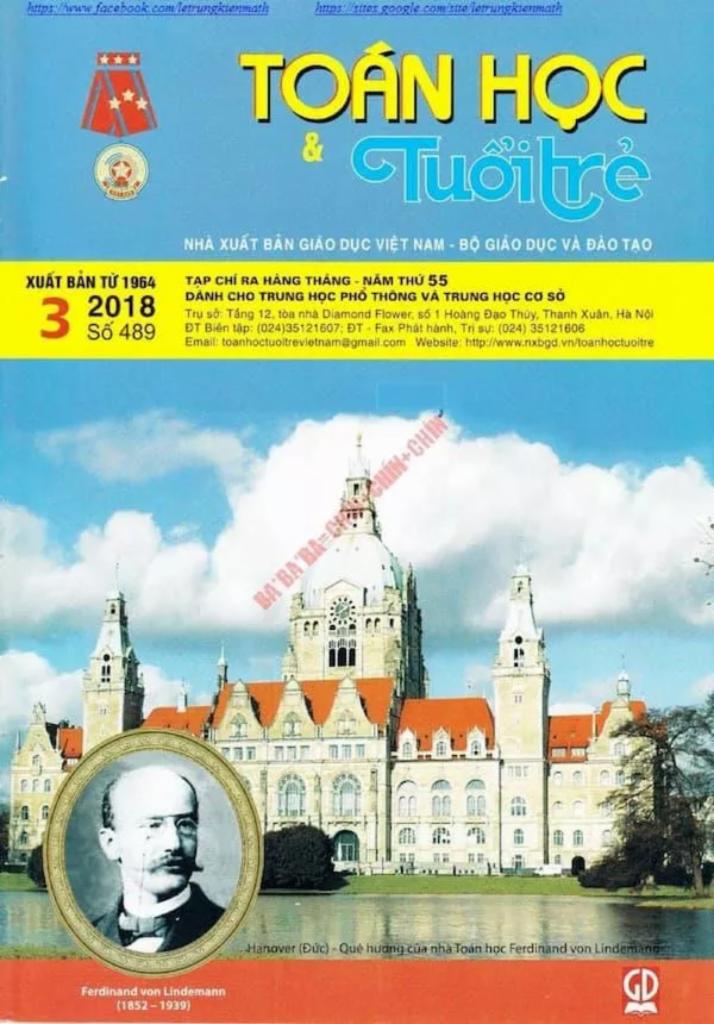 https://www.facebook.com/letrungkienmath
https://sites.google.com/site/letrungkienmath
TOÁN HỌC
& Tuổi trẻ
NHÀ XUẤT BẢN GIÁO DỤC VIỆT NAM - BỘ GIÁO DỤC VÀ ĐÀO TẠO
XUẤT BẢN TỪ 1964
3 2018
Số 489
TẠP CHÍ RA HÀNG THÁNG - NĂM THỨ 55
DÀNH CHO TRUNG HỌC PHỔ THÔNG VÀ TRUNG HỌC CƠ SỞ
Trụ sở: Tầng 12, tòa nhà Diamond Flower, số 1 Hoàng Đạo Thúy, Thanh Xuân, Hà Nội
ĐT Biên tập: (024)35121607; ĐT - Fax Phát hành, Trị sự: (024) 35121606
Email: toanhoctuoitrevietnam@gmail.com Website: http://www.nxbgd.vn/toanhoctuoitre
Hanover (Đức) - Quê hương của nhà Toán học Ferdinand von Lindemann
Ferdinand von Lindemann
(1852 – 1939)
GD